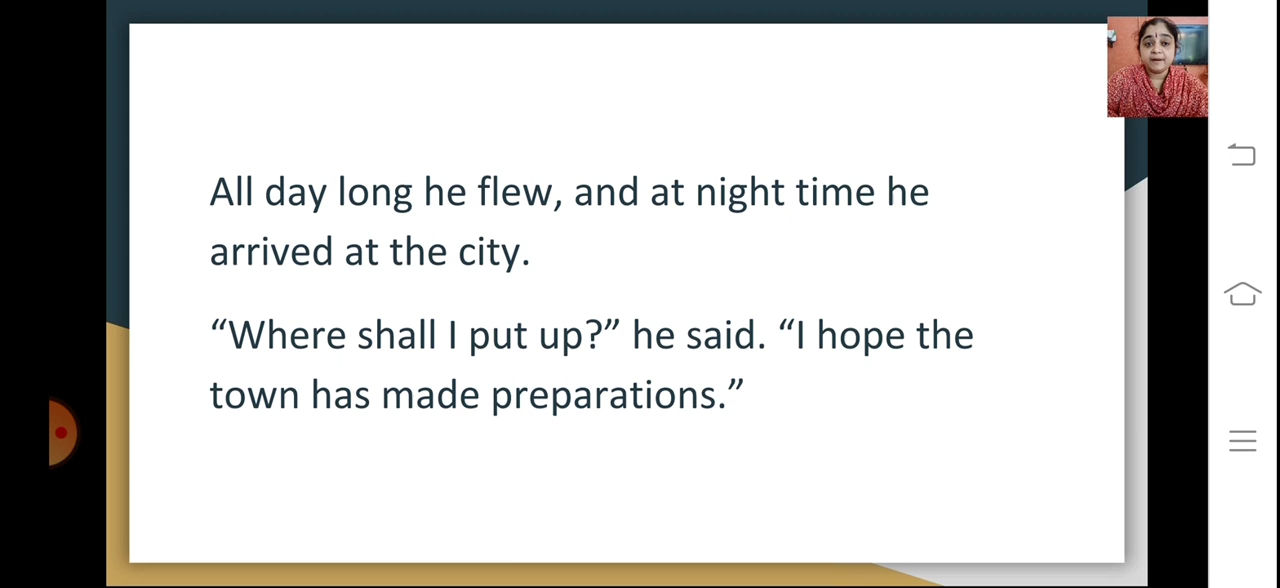 All day long he flew, and at night time he
arrived at the city.
“Where shall I put up?” he said. “I hope the
town has made preparations.”